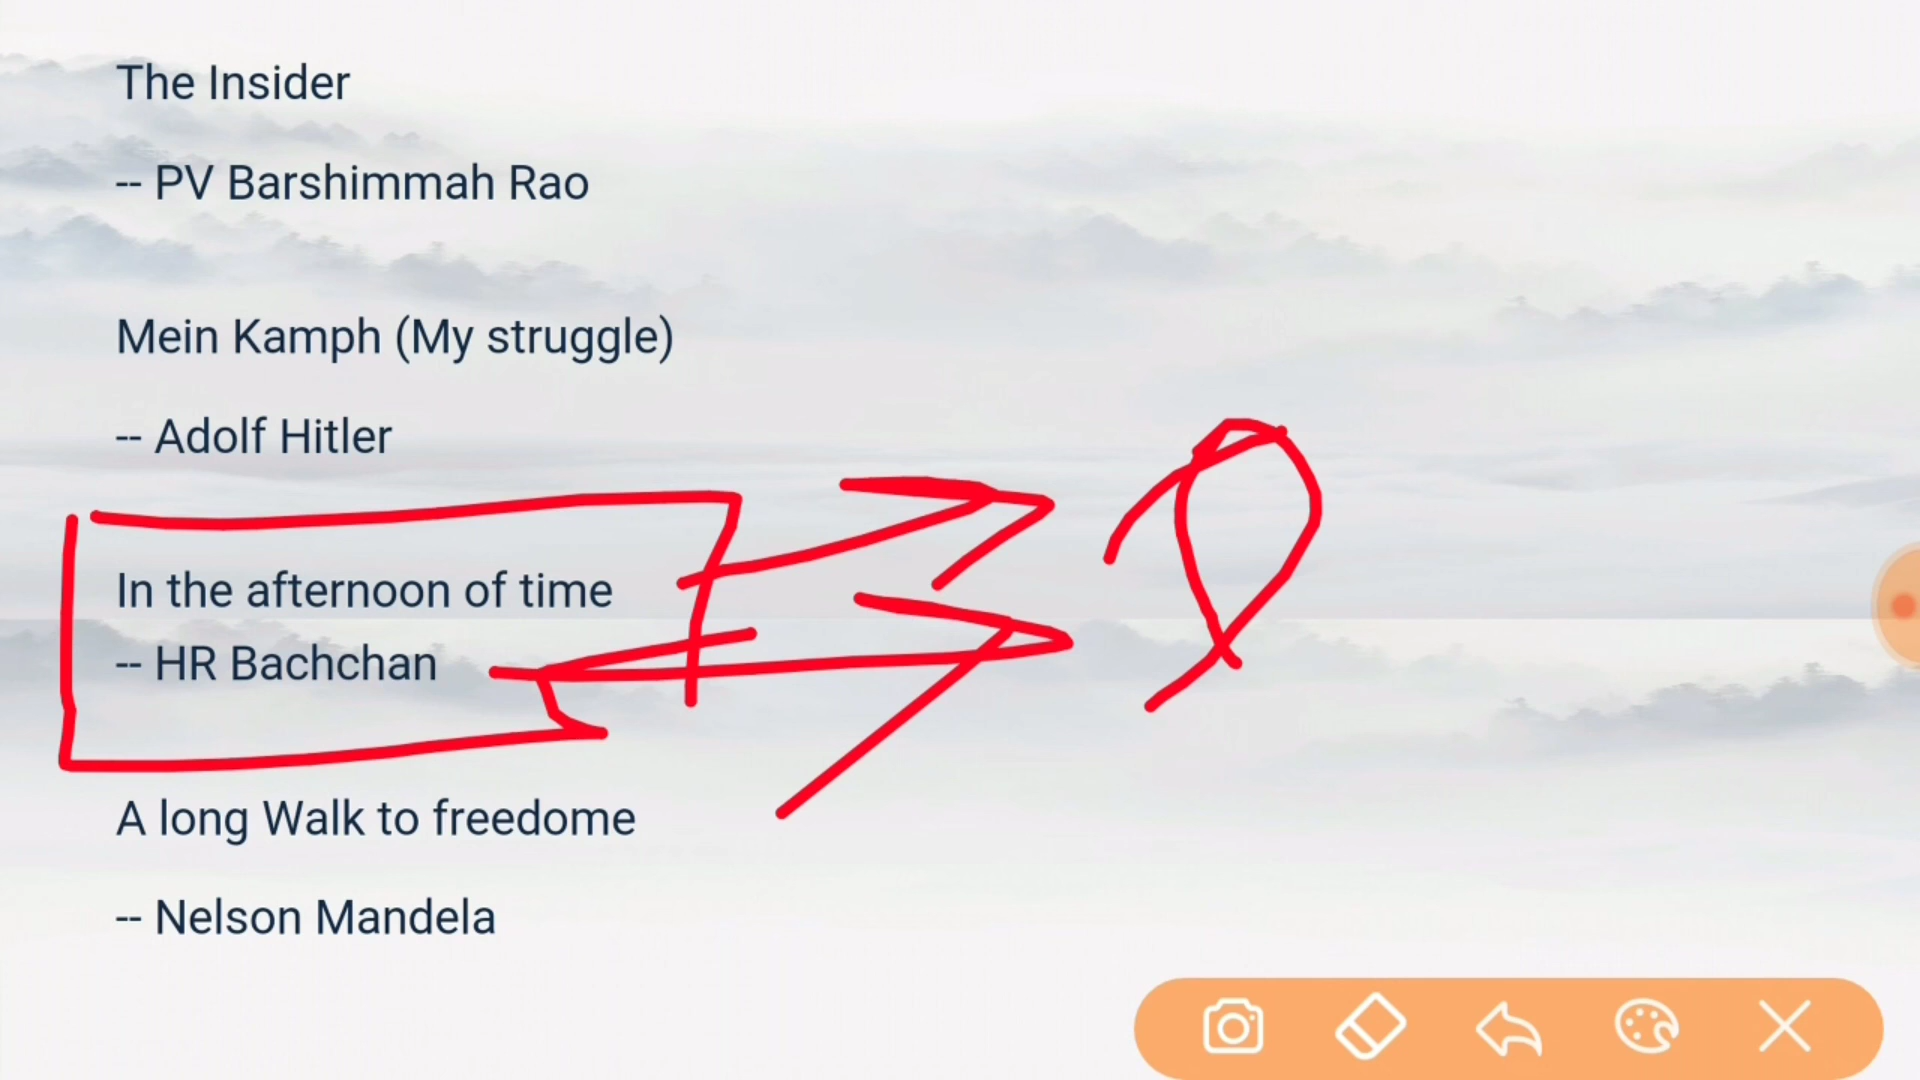 The Insider
-- PV Barshimmah Rao
Mein Kamph (My struggle)
-- Adolf Hitler
In the afternoon of time
-- HR Bachchan
A long Walk to freedome
-- Nelson Mandela